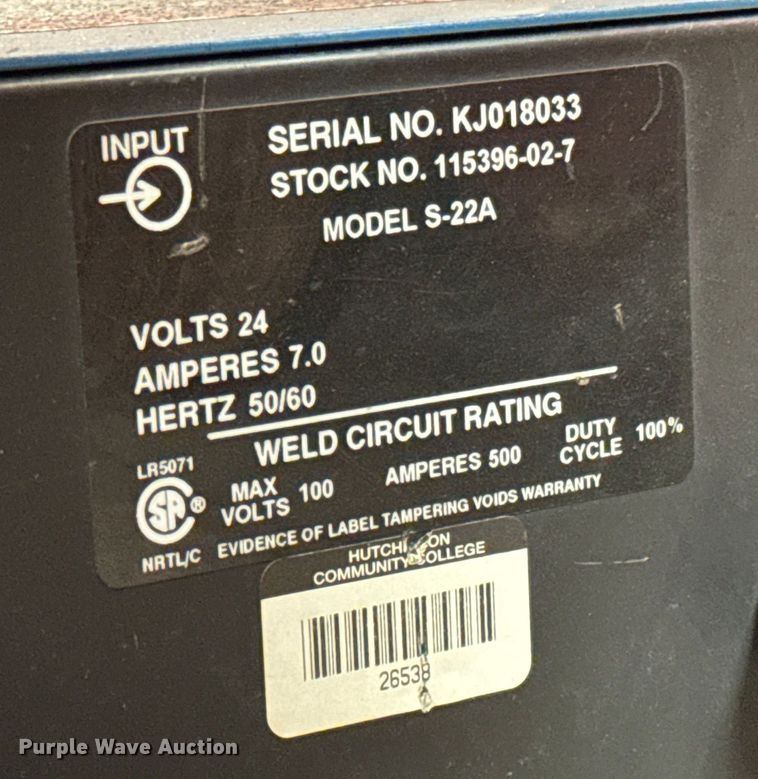 INPUT
SERIAL NO. KJ018033
STOCK NO. 115396-02-7
MODEL S-22A
VOLTS 24
AMPERES 7.0
HERTZ 50/60
WELD CIRCUIT RATING
LR5071
MAX VOLTS 100 AMPERES 500 DUTY CYCLE 100%
SA ®
NRTL/C EVIDENCE OF LABEL TAMPERING VOIDS WARRANTY
COMMUNITY COLLEGE
26538
Purple Wave Auction